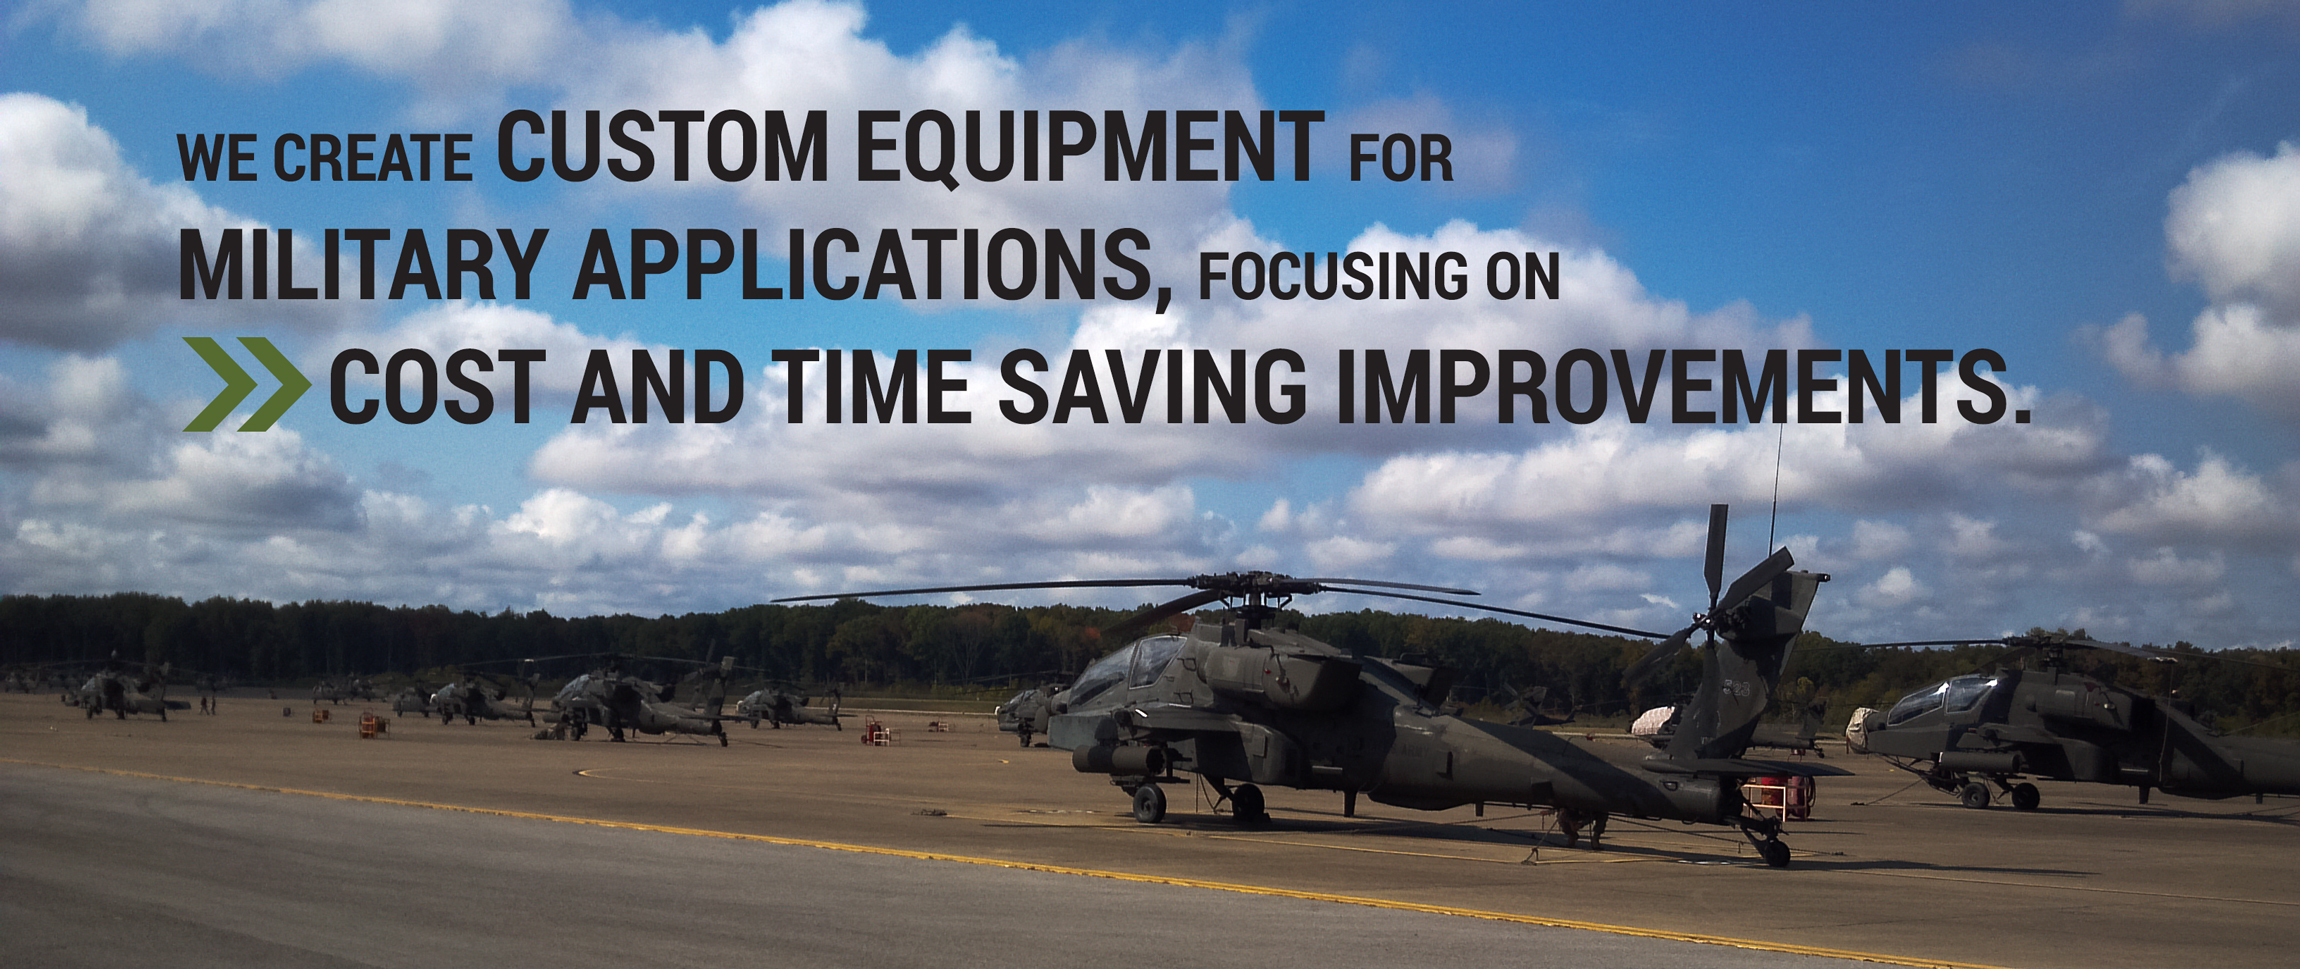 WE CREATE CUSTOM EQUIPMENT FOR
MILITARY APPLICATIONS, FOCUSING ON
COST AND TIME SAVING IMPROVEMENTS.